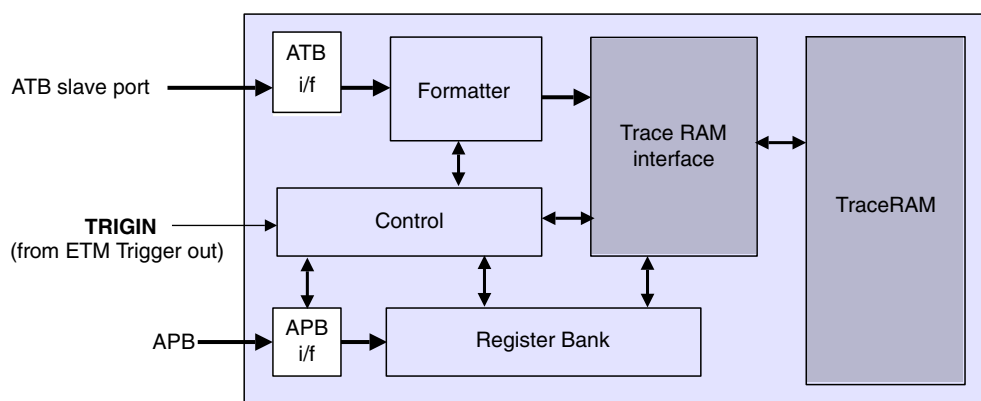 ATB
i/f
ATB slave port
Formatter
Trace RAM
interface
TraceRAM
TRIGIN
(from ETM Trigger out)
Control
APB
APB
i/f
Register Bank